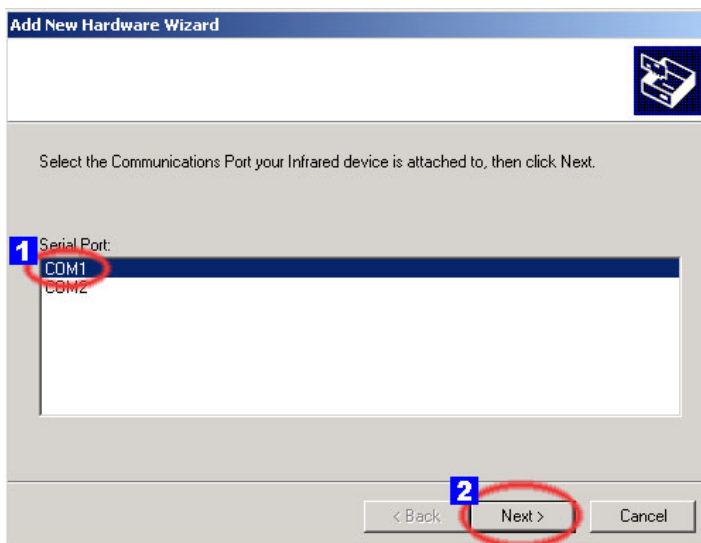 Add New Hardware Wizard
Select the Communications Port your Infrared device is attached to, then click Next.
1
Serial Port:
COM1
COM2
2
< Back
Next >
Cancel